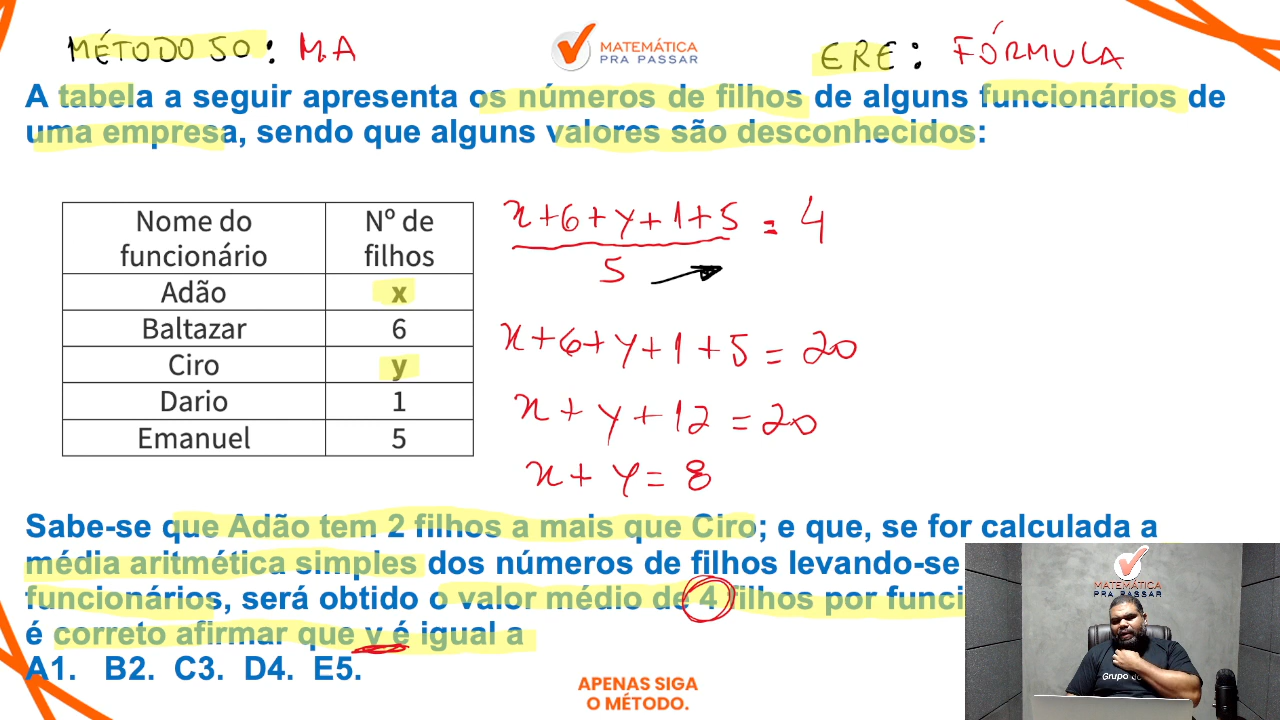 MÉTODO 50: M.A
MATEMÁTICA
PRA PASSAR
ERE: FÓRMULA
A tabela a seguir apresenta os números de filhos de alguns funcionários de
uma empresa, sendo que alguns valores são desconhecidos:
Nome do funcionário Nº de filhos
Adão x
Baltazar 6
Ciro y
Dario 1
Emanuel 5
x+6+y+1+5 = 4
5
x+6+y+1+5=20
x+y+12=20
x+y=8
Sabe-se que Adão tem 2 filhos a mais que Ciro; e que, se for calculada a
média aritmética simples dos números de filhos levando-se
funcionários, será obtido o valor médio de 4 filhos por
é correto afirmar que y é igual a
A1. B2. C3. D4. E5.
MATEMÁTICA
PRA PASSAR
Grupo
APENAS SIGA
O MÉTODO.